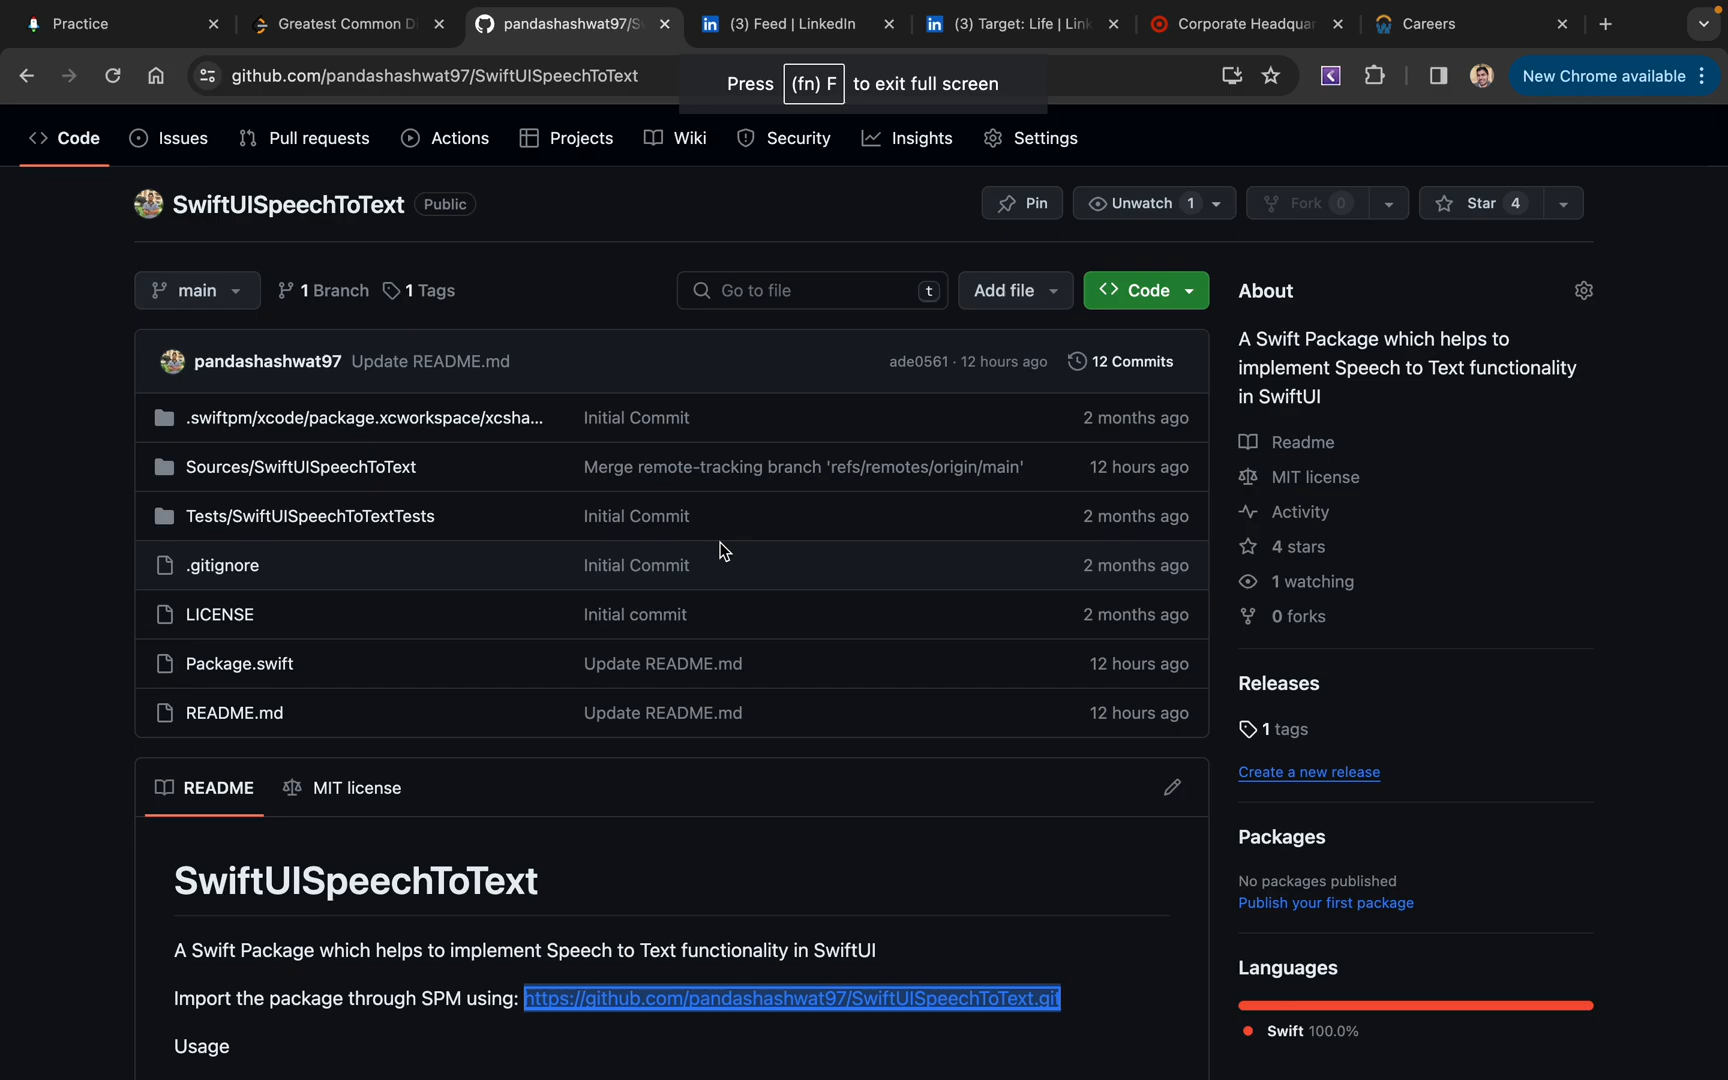 Practice
Greatest Common D
pandashashwat97/S
(3) Feed | LinkedIn
(3) Target: Life | Link
Corporate Headquar
Careers
github.com/pandashashwat97/SwiftUISpeechToText
Press (fn) F to exit full screen
New Chrome available
Code
Issues
Pull requests
Actions
Projects
Wiki
Security
Insights
Settings
SwiftUISpeechToText Public
Pin
Unwatch 1
Fork 0
Star 4
main
1 Branch
1 Tags
Go to file t
Add file
Code
pandashashwat97 Update README.md ade0561 · 12 hours ago 12 Commits
.swiftpm/xcode/package.xcworkspace/xcsha... Initial Commit 2 months ago
Sources/SwiftUISpeechToText Merge remote-tracking branch 'refs/remotes/origin/main' 12 hours ago
Tests/SwiftUISpeechToTextTests Initial Commit 2 months ago
.gitignore Initial Commit 2 months ago
LICENSE Initial commit 2 months ago
Package.swift Update README.md 12 hours ago
README.md Update README.md 12 hours ago
README
MIT license
SwiftUISpeechToText
A Swift Package which helps to implement Speech to Text functionality in SwiftUI
Import the package through SPM using: https://github.com/pandashashwat97/SwiftUISpeechToText.git
Usage
About
A Swift Package which helps to
implement Speech to Text functionality
in SwiftUI
Readme
MIT license
Activity
4 stars
1 watching
0 forks
Releases
1 tags
Create a new release
Packages
No packages published
Publish your first package
Languages
Swift 100.0%